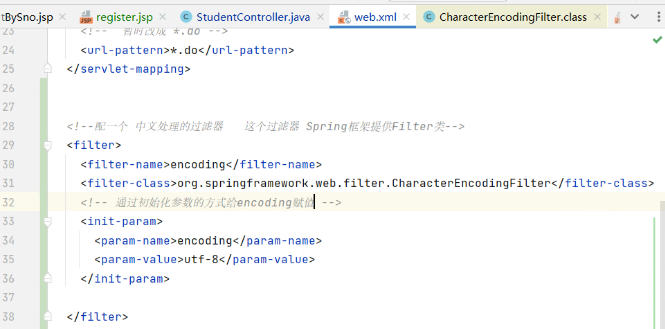 tBySno.jsp register.jsp StudentController.java web.xml CharacterEncodingFilter.class
23 <!-- 暂时改成 *.do -->
24 <url-pattern>*.do</url-pattern>
25 </servlet-mapping>
26
27
28 <!--配一个 中文处理的过滤器 这个过滤器 Spring框架提供Filter类-->
29 <filter>
30 <filter-name>encoding</filter-name>
31 <filter-class>org.springframework.web.filter.CharacterEncodingFilter</filter-class>
32 <!-- 通过初始化参数的方式给encoding赋值 -->
33 <init-param>
34 <param-name>encoding</param-name>
35 <param-value>utf-8</param-value>
36 </init-param>
37
38 </filter>